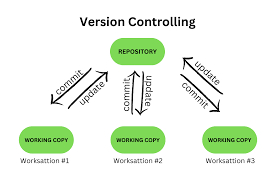 Version Controlling
REPOSITORY
commit
update
commit
update
update
commit
WORKING COPY
WORKING COPY
WORKING COPY
Worksattion #1
Worksattion #2
Worksattion #3